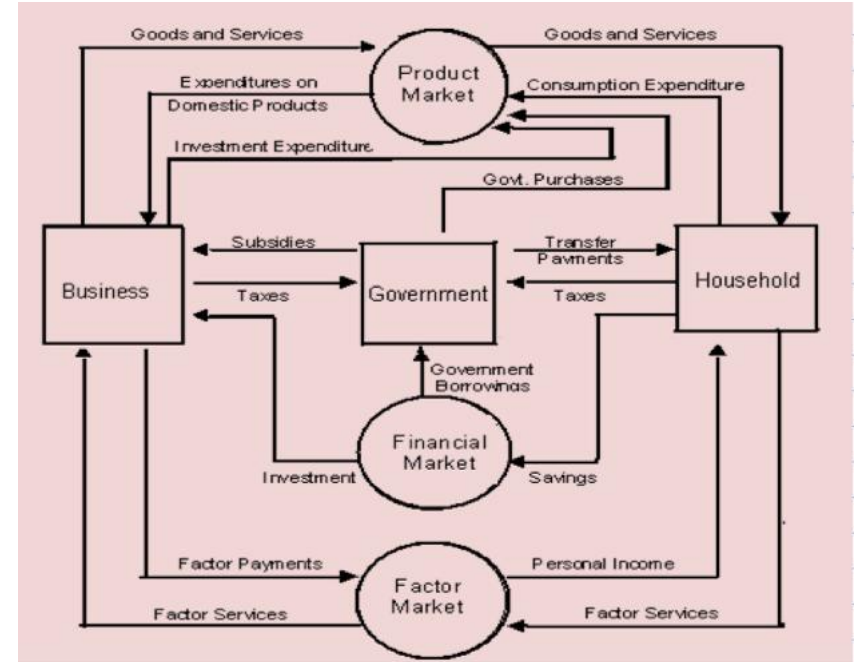 Goods and Services
Goods and Services
Product
Market
Expenditures on
Domestic Products
Consumption Expenditure
Investment Expenditure
Govt. Purchases
Subsidies
Transfer
Payments
Business
Government
Household
Taxes
Taxes
Government
Borrowings
Financial
Market
Investment
Savings
Factor Payments
Personal Income
Factor
Market
Factor Services
Factor Services